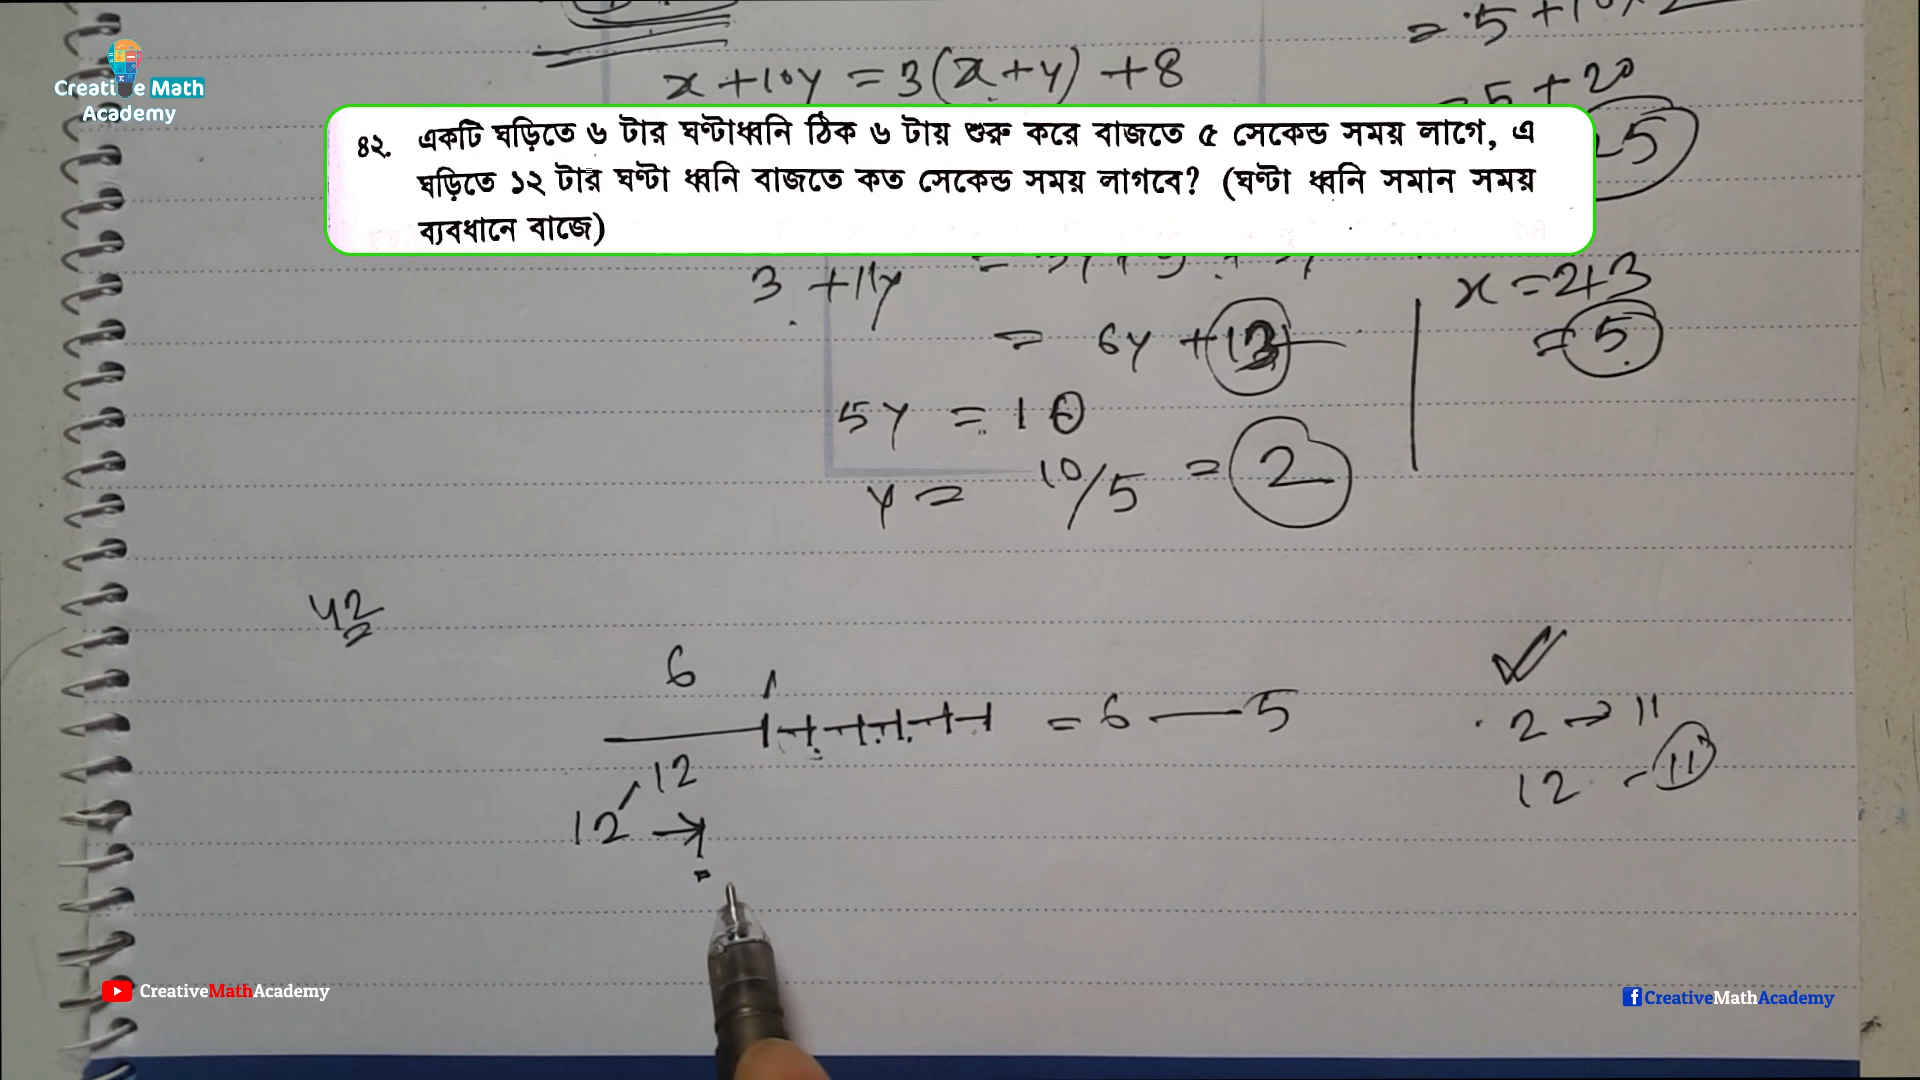 Creative Math
Academy
= 5 + 20
x + 10y = 3(x+y) + 8
৪২. একটি ঘড়িতে ৬ টার ঘণ্টাধ্বনি ঠিক ৬ টায় শুরু করে বাজতে ৫ সেকেন্ড সময় লাগে, এ
ঘড়িতে ১২ টার ঘণ্টা ধ্বনি বাজতে কত সেকেন্ড সময় লাগবে? (ঘণ্টা ধ্বনি সমান সময়
ব্যবধানে বাজে)
3 + 11y
x = 2+3
= 5
= 6y +
5y = 10
y = 10/5 = 2
42
6
= 6 — 5
12
12 →
2 → 11
12 - 11
CreativeMathAcademy
CreativeMathAcademy